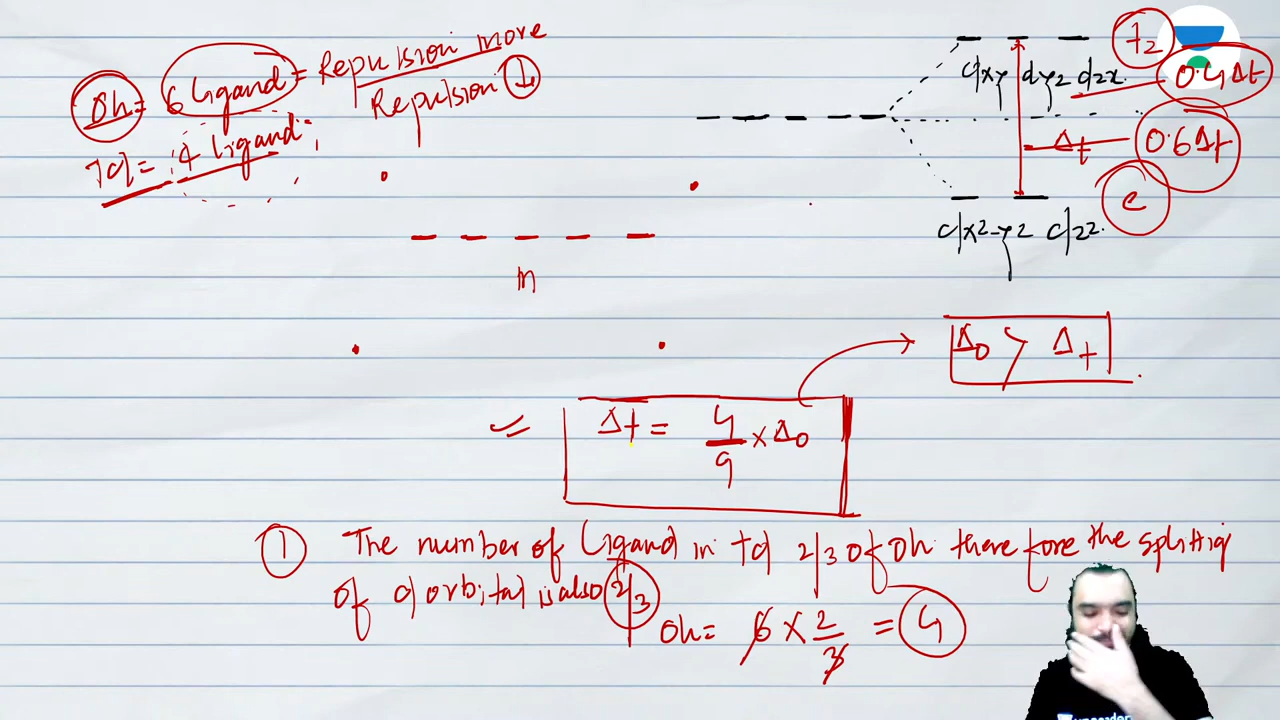 Oh = 6 Ligand = Repulsion more
Td = 4 Ligand Repulsion ↓
t2
dxy dyz dzx 0.4Δt
Δt 0.6Δt
e
dx2-y2 dz2
m
Δo > Δt
Δt = 4/9 × Δo
① The number of Ligand in td 2/3 of Oh therefore the spliting
of d orbital is also 2/3
Oh = 6 × 2/3 = 4